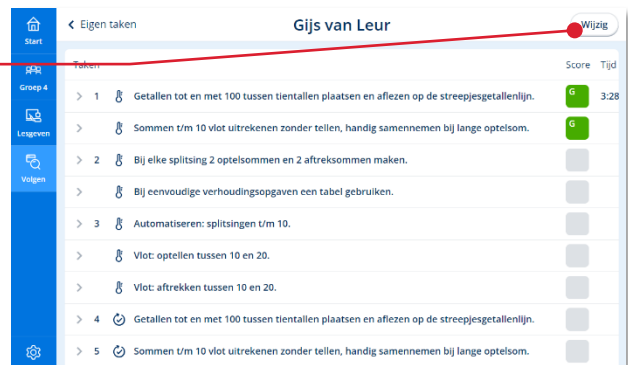 Start
Groep 4
Lesgeven
Volgen
Eigen taken
Gijs van Leur
Wijzig
Taken Score Tijd
1 Getallen tot en met 100 tussen tientallen plaatsen en aflezen op de streepjesgetallenlijn. G 3:28
Sommen t/m 10 vlot uitrekenen zonder tellen, handig samennemen bij lange optelsom. G
2 Bij elke splitsing 2 optelsommen en 2 aftreksommen maken.
Bij eenvoudige verhoudingsopgaven een tabel gebruiken.
3 Automatiseren: splitsingen t/m 10.
Vlot: optellen tussen 10 en 20.
Vlot: aftrekken tussen 10 en 20.
4 Getallen tot en met 100 tussen tientallen plaatsen en aflezen op de streepjesgetallenlijn.
5 Sommen t/m 10 vlot uitrekenen zonder tellen, handig samennemen bij lange optelsom.